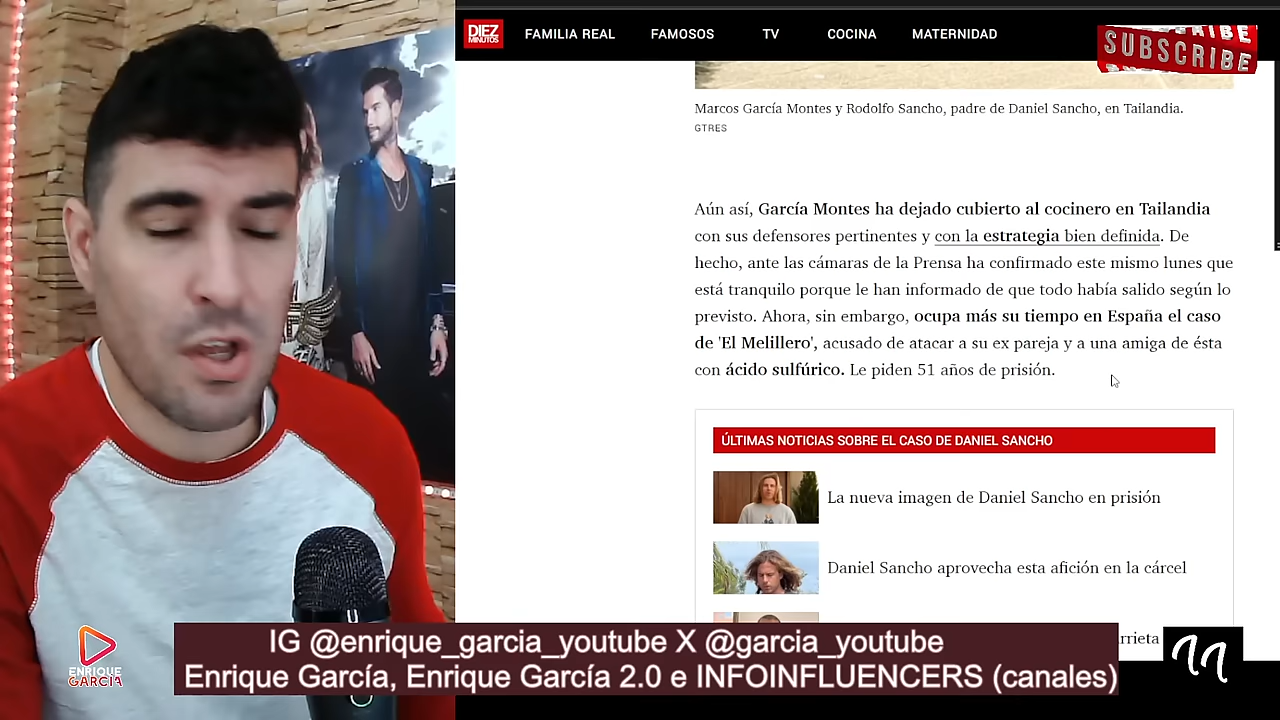 DIEZ
MINUTOS
FAMILIA REAL
FAMOSOS
TV
COCINA
MATERNIDAD
SUBSCRIBE
Marcos García Montes y Rodolfo Sancho, padre de Daniel Sancho, en Tailandia.
GTRES
Aún así, García Montes ha dejado cubierto al cocinero en Tailandia
con sus defensores pertinentes y con la estrategia bien definida. De
hecho, ante las cámaras de la Prensa ha confirmado este mismo lunes que
está tranquilo porque le han informado de que todo había salido según lo
previsto. Ahora, sin embargo, ocupa más su tiempo en España el caso
de 'El Melillero', acusado de atacar a su ex pareja y a una amiga de ésta
con ácido sulfúrico. Le piden 51 años de prisión.
ÚLTIMAS NOTICIAS SOBRE EL CASO DE DANIEL SANCHO
La nueva imagen de Daniel Sancho en prisión
Daniel Sancho aprovecha esta afición en la cárcel
IG @enrique_garcia_youtube X @garcia_youtube
Enrique García, Enrique García 2.0 e INFOINFLUENCERS (canales)
ENRIQUE
GARCÍA